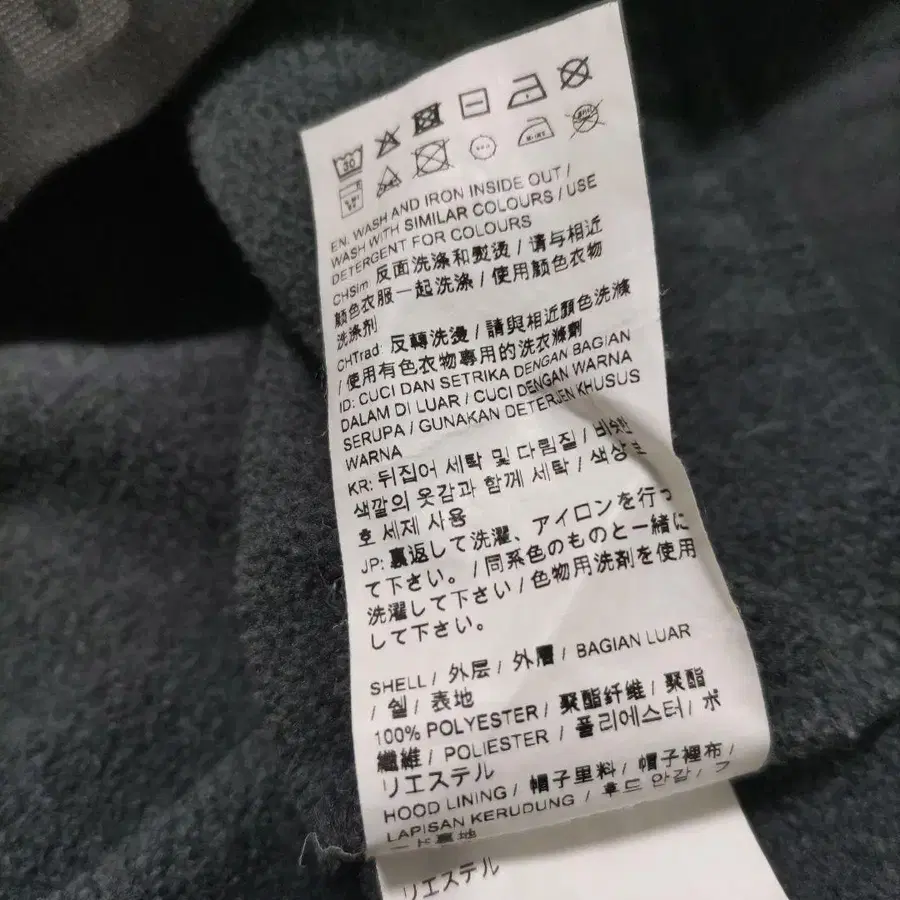 30
EN. WASH AND IRON INSIDE OUT /
WASH WITH SIMILAR COLOURS / USE
DETERGENT FOR COLOURS
CHSim 反面洗涤和熨烫 / 请与相近
颜色衣服一起洗涤 / 使用颜色衣物
洗涤剂
CHTrad: 反轉洗燙 / 請與相近顏色洗滌
/ 使用有色衣物專用的洗衣滌劑
ID: CUCI DAN SETRIKA DENGAN BAGIAN
DALAM DI LUAR / CUCI DENGAN WARNA
SERUPA / GUNAKAN DETERJEN KHUSUS
WARNA
KR: 뒤집어 세탁 및 다림질 / 비슷한
색깔의 옷감과 함께 세탁 / 색상보
호 세제 사용
JP: 裏返して洗濯、アイロンを行っ
て下さい。/ 同系色のものと一緒に
洗濯して下さい / 色物用洗剤を使用
して下さい。
SHELL / 外层 / 外層 / BAGIAN LUAR
/ 쉘 / 表地
100% POLYESTER / 聚酯纤维 / 聚酯
纖維 / POLIESTER / 폴리에스터 / ポ
リエステル
HOOD LINING / 帽子里料 / 帽子裡布 /
LAPISAN KERUDUNG / 후드 안감 / フ
ード裏地
リエステル